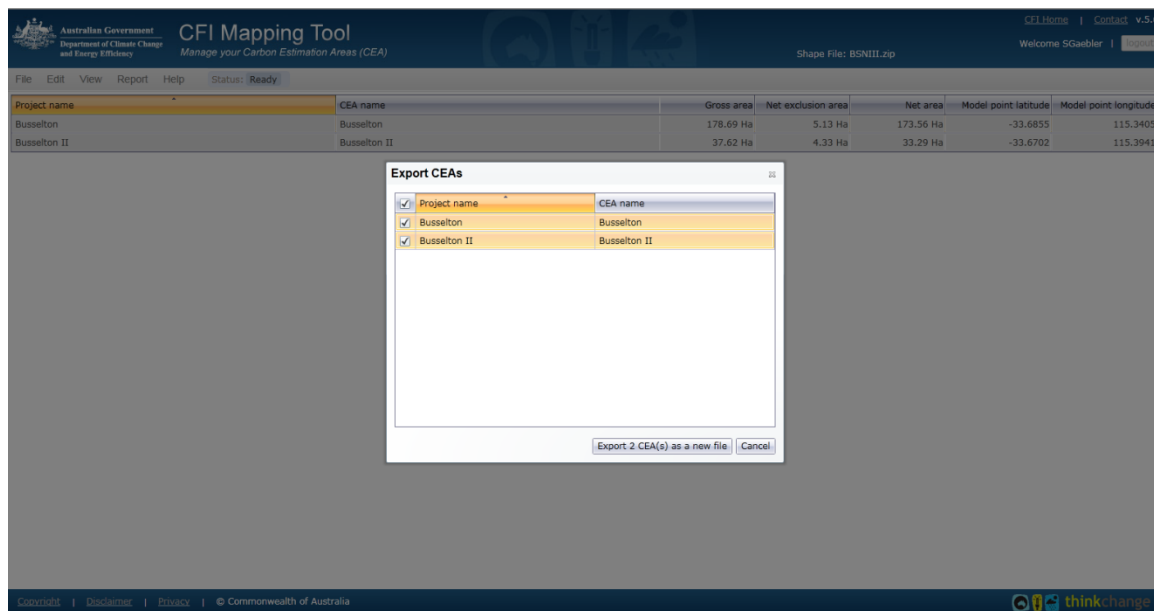 Australian Government
Department of Climate Change
and Energy Efficiency
CFI Mapping Tool
Manage your Carbon Estimation Areas (CEA)
CFI Home | Contact v.5.
Welcome SGaebler | logout
Shape File: BSNIII.zip
File Edit View Report Help Status: Ready
Project name CEA name Gross area Net exclusion area Net area Model point latitude Model point longitude
Busselton Busselton 178.69 Ha 5.13 Ha 173.56 Ha -33.6855 115.3405
Busselton II Busselton II 37.62 Ha 4.33 Ha 33.29 Ha -33.6702 115.3941
Export CEAs
Project name CEA name
Busselton Busselton
Busselton II Busselton II
Export 2 CEA(s) as a new file Cancel
Copyright | Disclaimer | Privacy | © Commonwealth of Australia
thinkchange